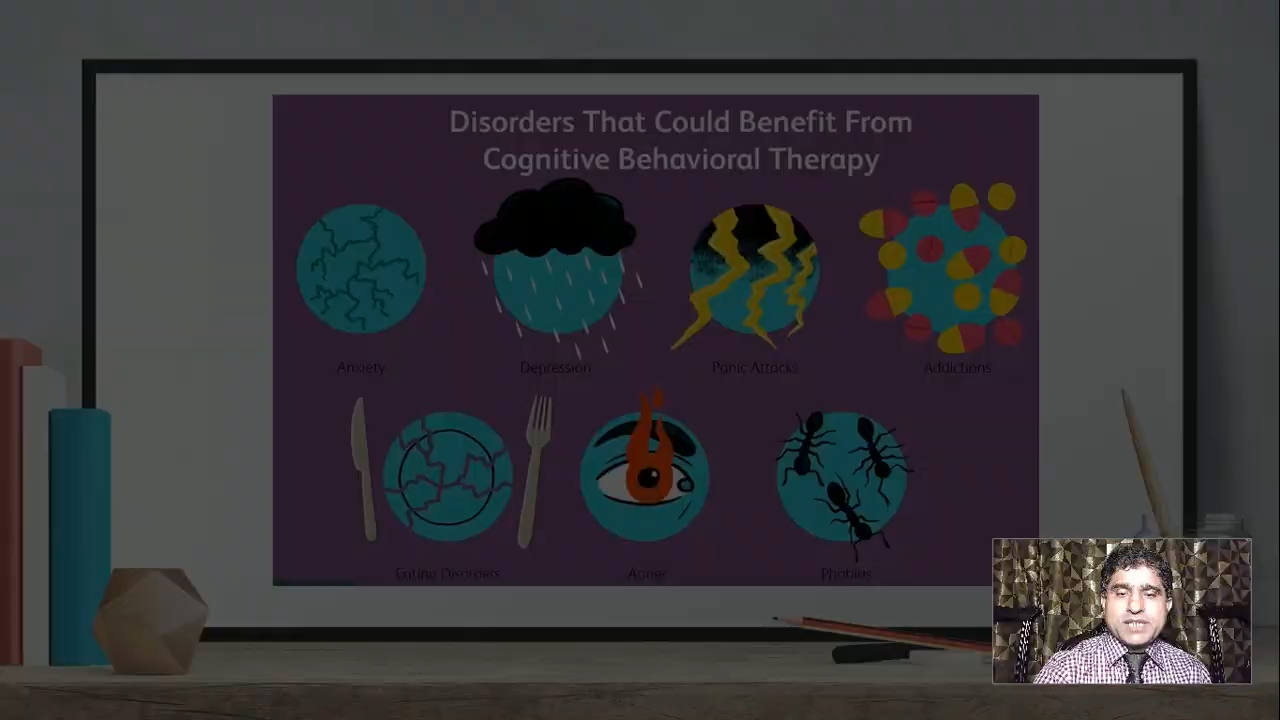 Disorders That Could Benefit From
Cognitive Behavioral Therapy
Anxiety
Depression
Panic Attacks
Addictions
Eating Disorders
Anger
Phobias